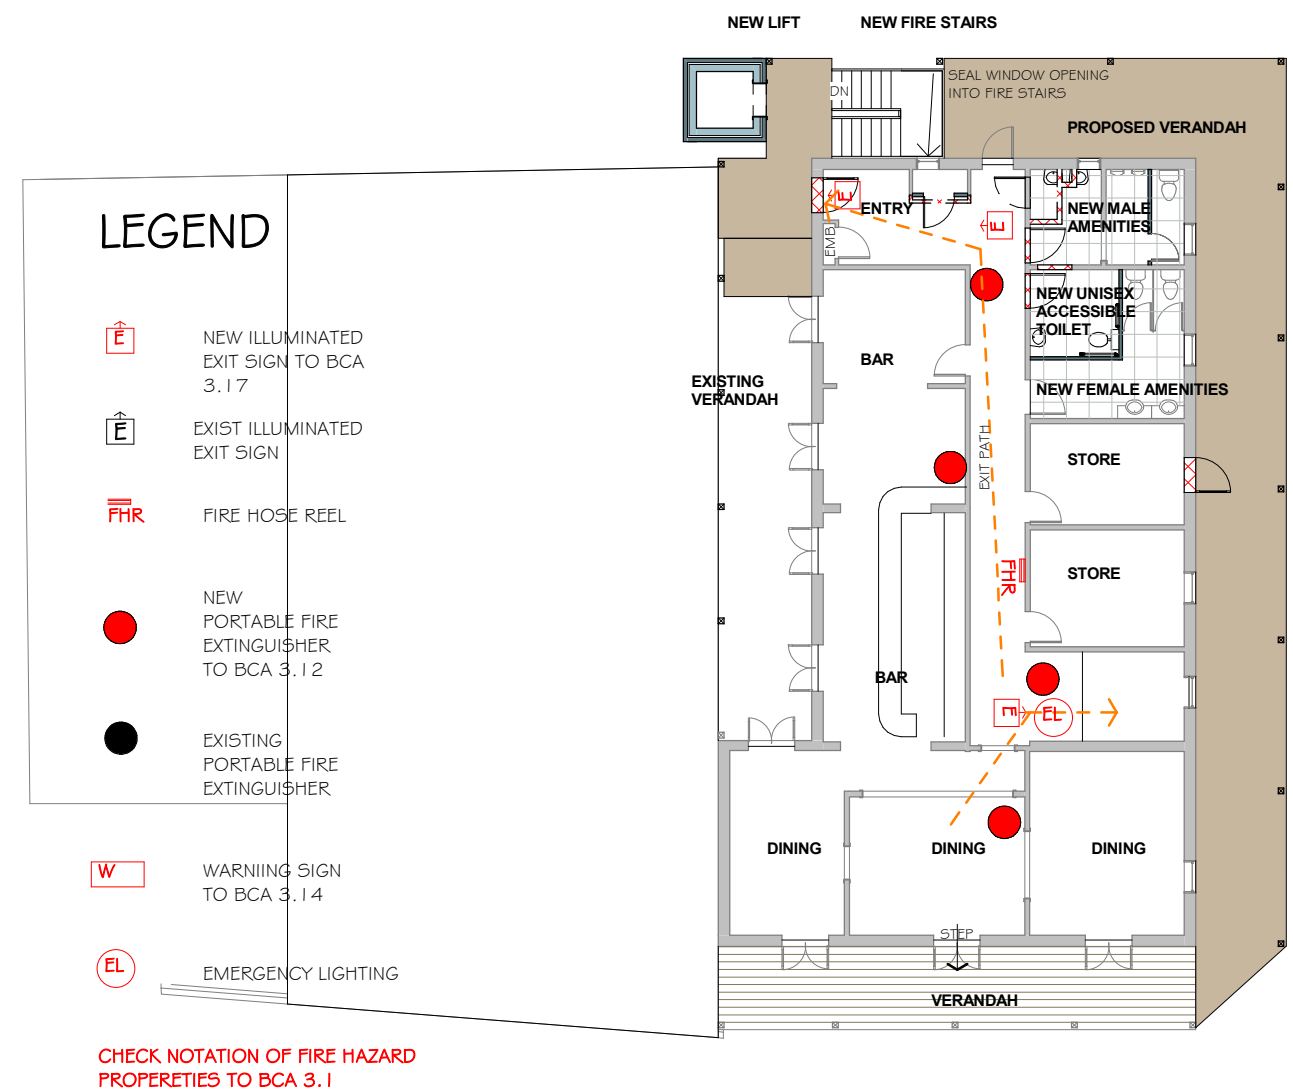 NEW LIFT
NEW FIRE STAIRS
SEAL WINDOW OPENING
INTO FIRE STAIRS
DN
PROPOSED VERANDAH
LEGEND
E
NEW ILLUMINATED
EXIT SIGN TO BCA
3.17
E
EXIST ILLUMINATED
EXIT SIGN
FHR
FIRE HOSE REEL
NEW
PORTABLE FIRE
EXTINGUISHER
TO BCA 3.12
EXISTING
PORTABLE FIRE
EXTINGUISHER
W
WARNIING SIGN
TO BCA 3.14
EL
EMERGENCY LIGHTING
CHECK NOTATION OF FIRE HAZARD
PROPERETIES TO BCA 3.1
E
ENTRY
EMB
E
NEW MALE
AMENITIES
NEW UNISEX
ACCESSIBLE
TOILET
BAR
EXISTING
VERANDAH
NEW FEMALE AMENITIES
EXIT PATH
STORE
FHR
STORE
BAR
E
EL
DINING
DINING
DINING
STEP
VERANDAH